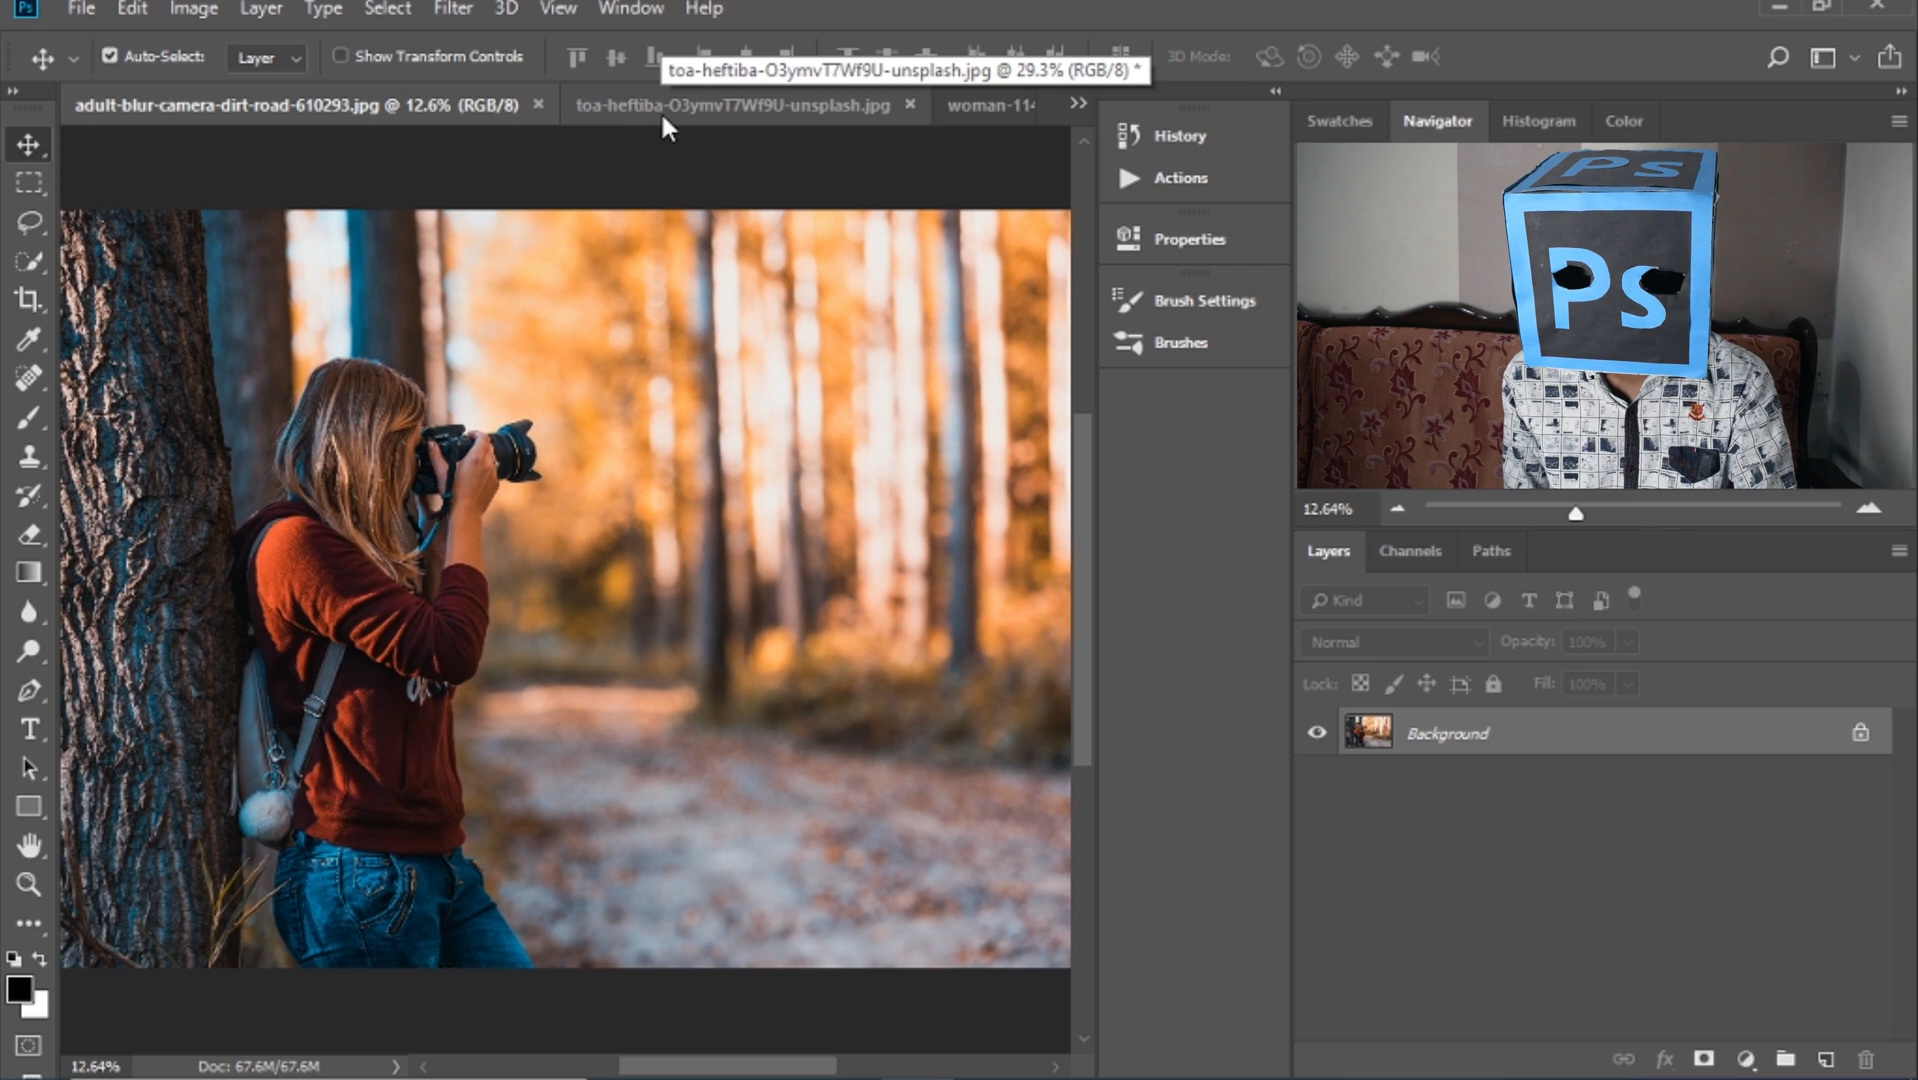 Ps File Edit Image Layer Type Select Filter 3D View Window Help
Auto-Select: Layer Show Transform Controls 3D Mode:
toa-heftiba-O3ymvT7Wf9U-unsplash.jpg @ 29.3% (RGB/8) *
adult-blur-camera-dirt-road-610293.jpg @ 12.6% (RGB/8) × toa-heftiba-O3ymvT7Wf9U-unsplash.jpg × woman-114
History
Actions
Properties
Brush Settings
Brushes
Swatches Navigator Histogram Color
Ps
Ps
12.64%
Layers Channels Paths
Kind
Normal Opacity: 100%
Lock: Fill: 100%
Background
fx
12.64% Doc: 67.6M/67.6M